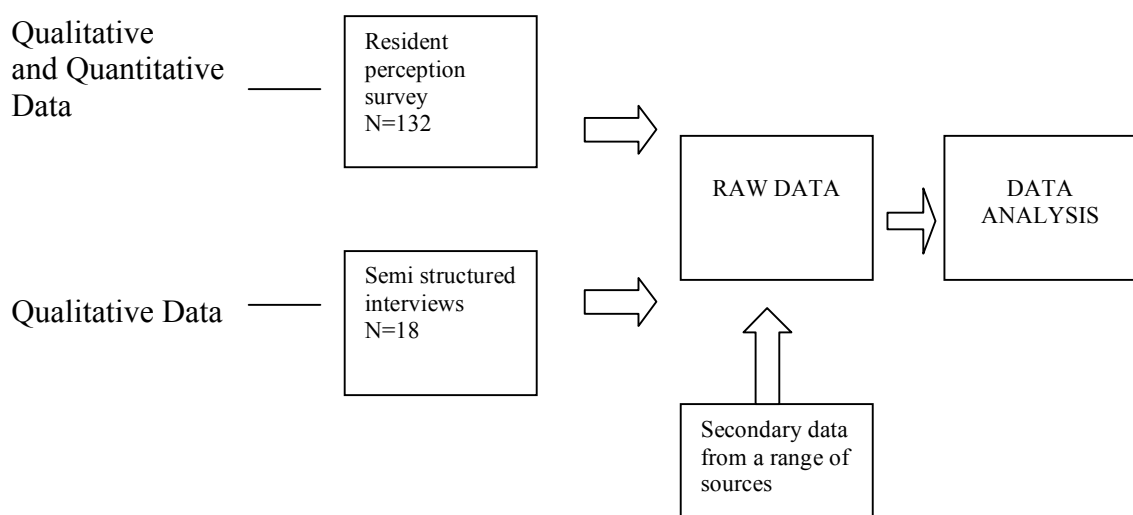 Qualitative
and Quantitative
Data
Resident
perception
survey
N=132
RAW DATA
DATA
ANALYSIS
Qualitative Data
Semi structured
interviews
N=18
Secondary data
from a range of
sources